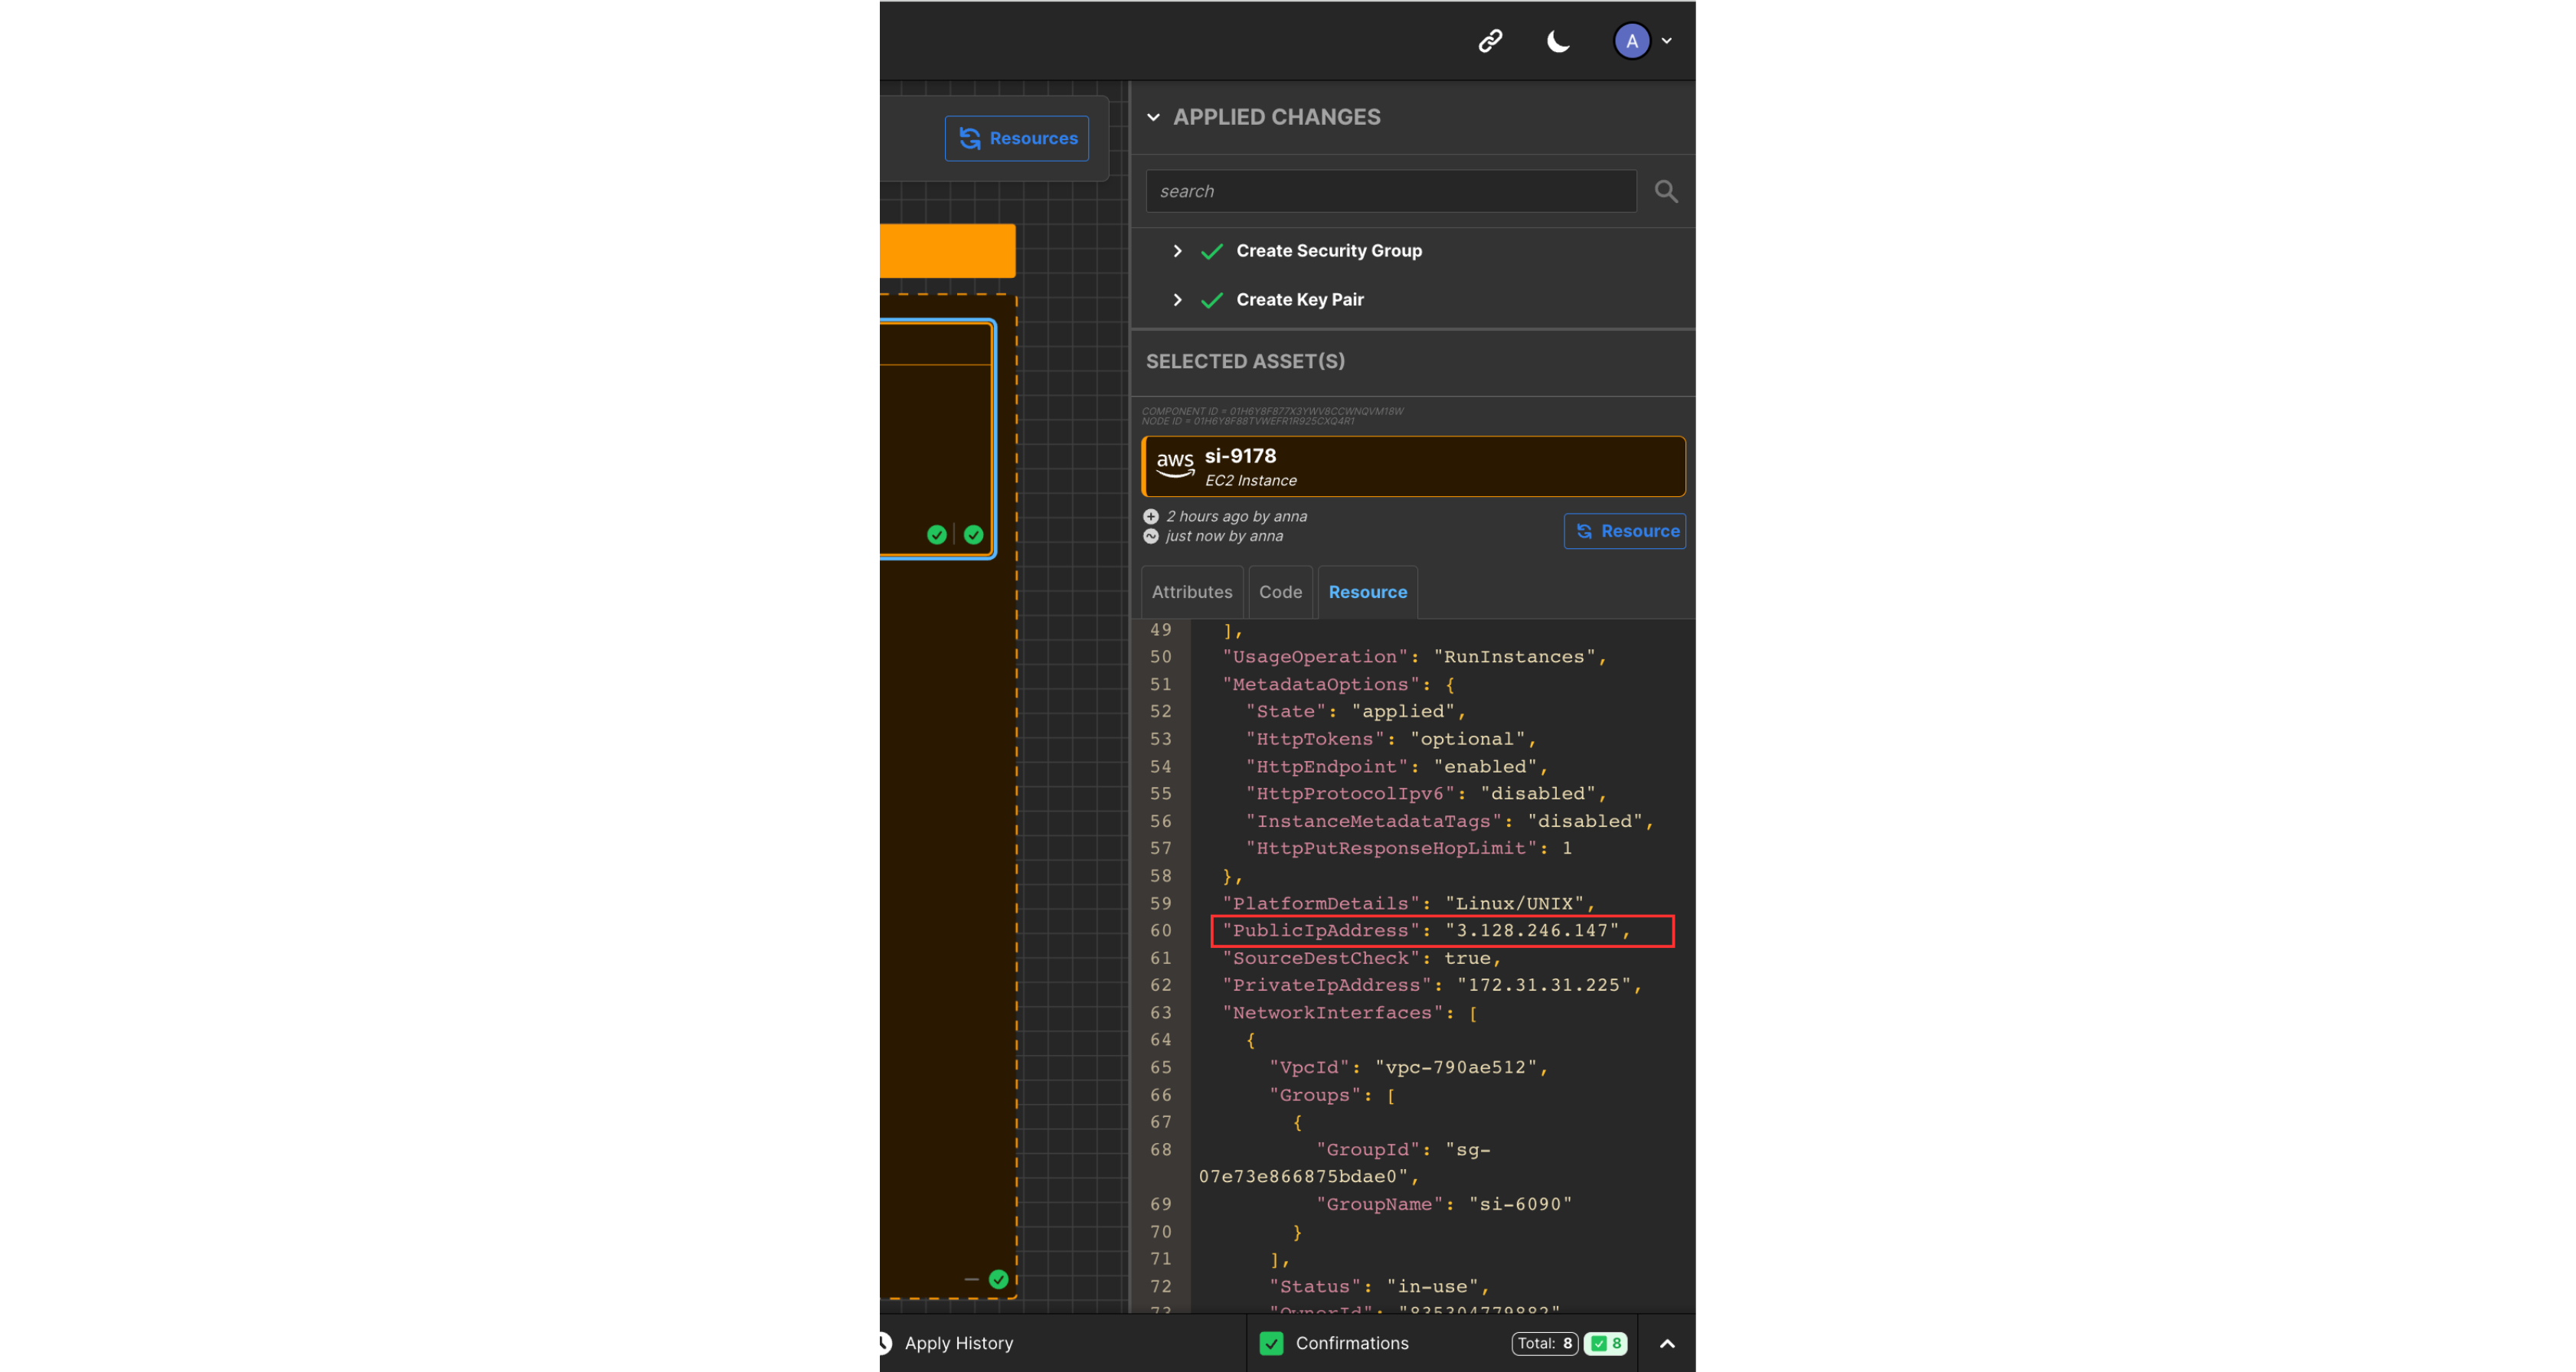 A
Resources
APPLIED CHANGES
search
Create Security Group
Create Key Pair
SELECTED ASSET(S)
COMPONENT ID = 01H6Y8F877X3YWV8CCWNQVM18W
NODE ID = 01H6Y8F88TVWEFR1R925CXQ4R1
aws
si-9178
EC2 Instance
2 hours ago by anna
just now by anna
Resource
Attributes Code Resource
49 ],
50 "UsageOperation": "RunInstances",
51 "MetadataOptions": {
52 "State": "applied",
53 "HttpTokens": "optional",
54 "HttpEndpoint": "enabled",
55 "HttpProtocolIpv6": "disabled",
56 "InstanceMetadataTags": "disabled",
57 "HttpPutResponseHopLimit": 1
58 },
59 "PlatformDetails": "Linux/UNIX",
60 "PublicIpAddress": "3.128.246.147",
61 "SourceDestCheck": true,
62 "PrivateIpAddress": "172.31.31.225",
63 "NetworkInterfaces": [
64 {
65 "VpcId": "vpc-790ae512",
66 "Groups": [
67 {
68 "GroupId": "sg-
07e73e866875bdae0",
69 "GroupName": "si-6090"
70 }
71 ],
72 "Status": "in-use",
73 "OwnerId": "835304779882"
Apply History
Confirmations
Total: 8
8